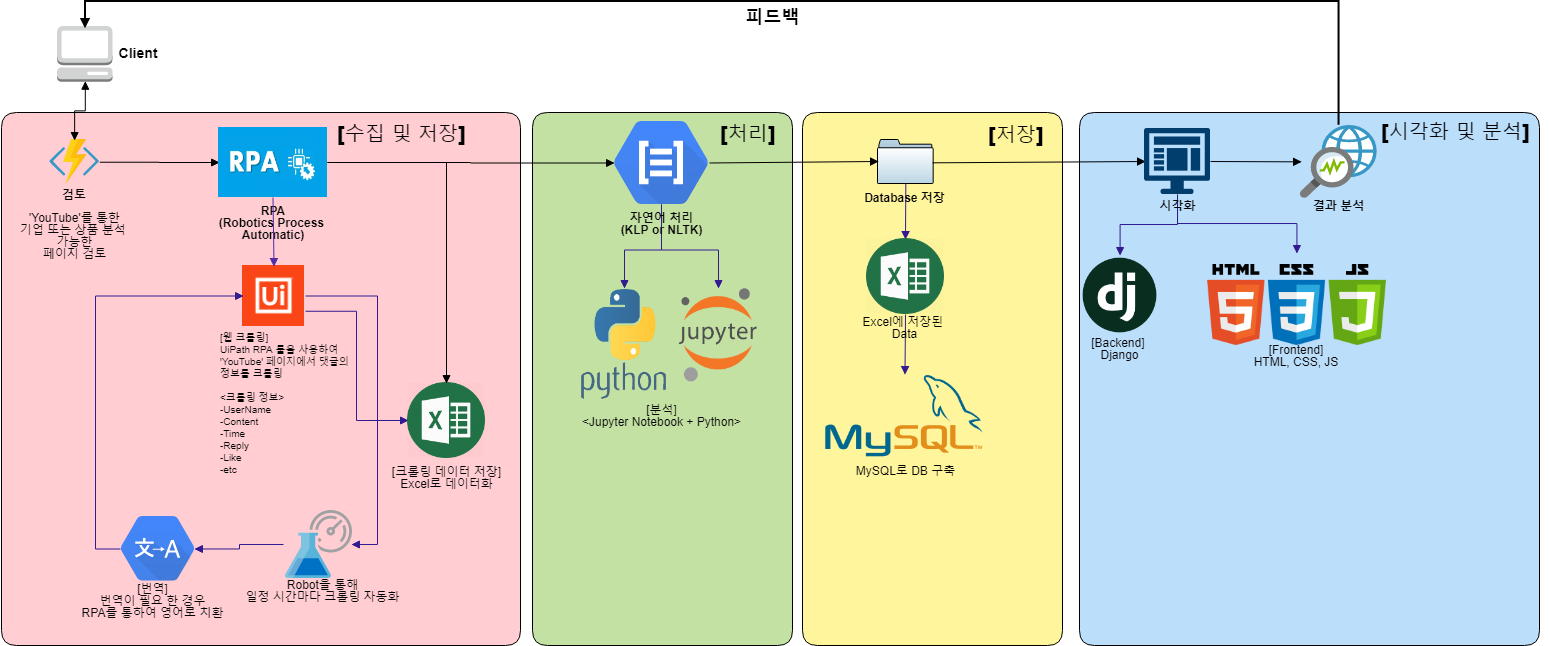 피드백
Client
[수집 및 저장]
검토
'YouTube'를 통한
기업 또는 상품 분석
가능한
페이지 검토
RPA
RPA
(Robotics Process
Automatic)
Ui
[웹 크롤링]
UiPath RPA 툴을 사용하여
'YouTube' 페이지에서 댓글의
정보를 크롤링
<크롤링 정보>
-UserName
-Content
-Time
-Reply
-Like
-etc
X
[크롤링 데이터 저장]
Excel로 데이터화
文→A
[번역]
번역이 필요 한 경우
RPA를 통하여 영어로 치환
Robot을 통해
일정 시간마다 크롤링 자동화
[처리]
자연어 처리
(KLP or NLTK)
python
jupyter
[분석]
<Jupyter Notebook + Python>
[저장]
Database 저장
X
Excel에 저장된
Data
MySQL
TM
MySQL로 DB 구축
[시각화 및 분석]
시각화
결과 분석
dj
[Backend]
Django
HTML CSS JS
5 3
[Frontend]
HTML, CSS, JS